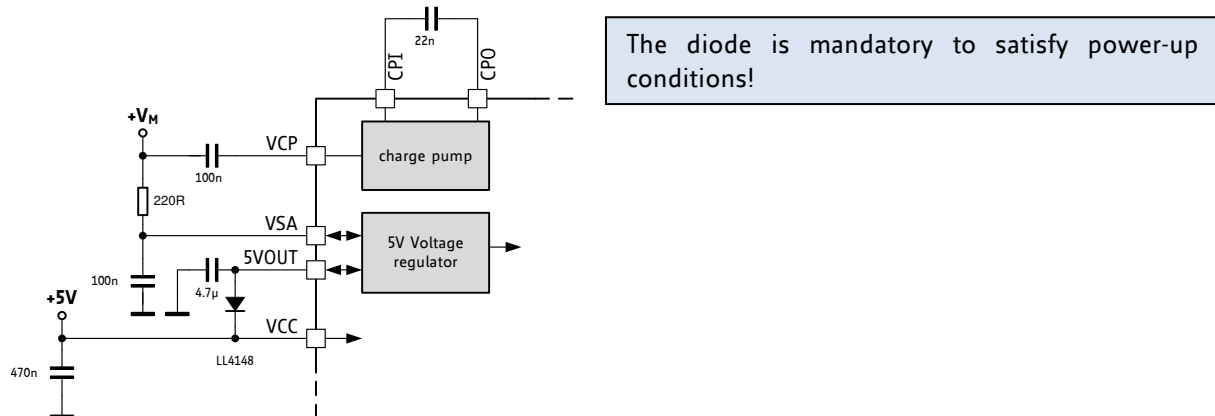 22n
CPI
CPO
The diode is mandatory to satisfy power-up
conditions!
+VM
VCP
100n
charge pump
220R
VSA
5VOUT
5V Voltage
regulator
100n
4.7µ
+5V
VCC
LL4148
470n